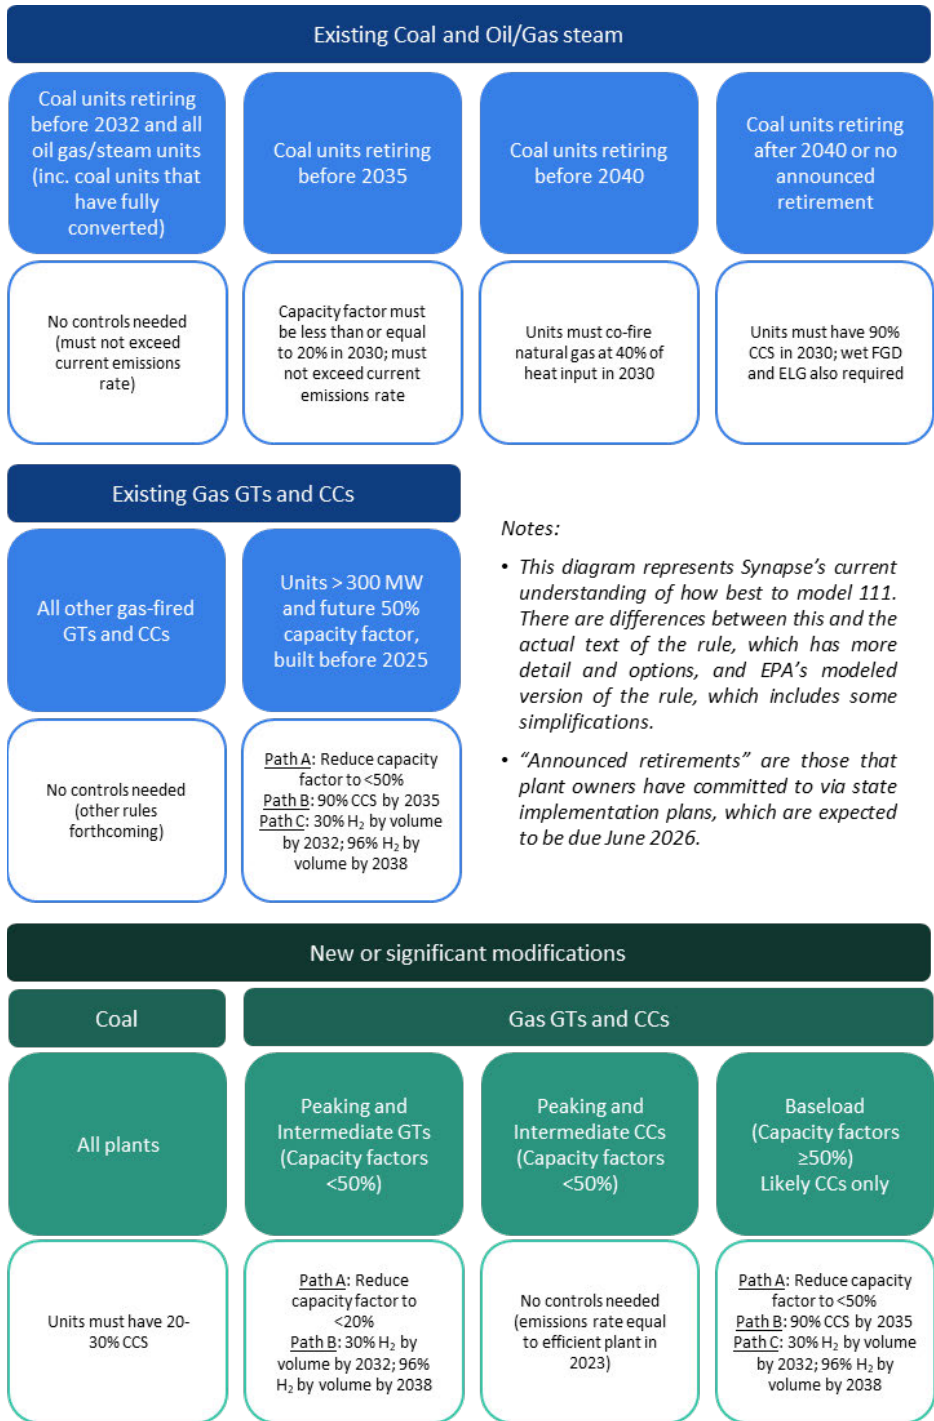 Existing Coal and Oil/Gas steam
Coal units retiring
before 2032 and all
oil gas/steam units
(inc. coal units that
have fully
converted)
Coal units retiring
before 2035
Coal units retiring
before 2040
Coal units retiring
after 2040 or no
announced
retirement
No controls needed
(must not exceed
current emissions
rate)
Capacity factor must
be less than or equal
to 20% in 2030; must
not exceed current
emissions rate
Units must co-fire
natural gas at 40% of
heat input in 2030
Units must have 90%
CCS in 2030; wet FGD
and ELG also required
Existing Gas GTs and CCs
All other gas-fired
GTs and CCs
Units > 300 MW
and future 50%
capacity factor,
built before 2025
No controls needed
(other rules
forthcoming)
Path A: Reduce capacity
factor to <50%
Path B: 90% CCS by 2035
Path C: 30% H₂ by volume
by 2032; 96% H₂ by
volume by 2038
Notes:
• This diagram represents Synapse's current
understanding of how best to model 111.
There are differences between this and the
actual text of the rule, which has more
detail and options, and EPA's modeled
version of the rule, which includes some
simplifications.
• "Announced retirements" are those that
plant owners have committed to via state
implementation plans, which are expected
to be due June 2026.
New or significant modifications
Coal
Gas GTs and CCs
All plants
Peaking and
Intermediate GTs
(Capacity factors
<50%)
Peaking and
Intermediate CCs
(Capacity factors
<50%)
Baseload
(Capacity factors
≥50%)
Likely CCs only
Units must have 20-
30% CCS
Path A: Reduce
capacity factor to
<20%
Path B: 30% H₂ by
volume by 2032; 96%
H₂ by volume by 2038
No controls needed
(emissions rate equal
to efficient plant in
2023)
Path A: Reduce capacity
factor to <50%
Path B: 90% CCS by 2035
Path C: 30% H₂ by volume
by 2032; 96% H₂ by
volume by 2038